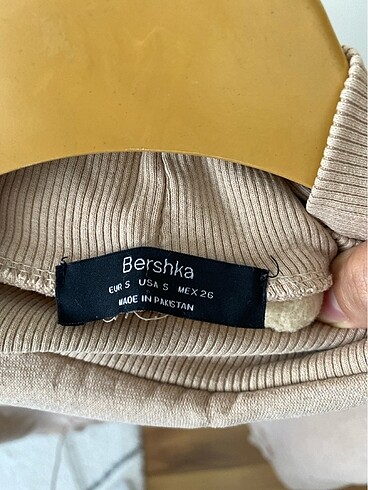 Bershka
EUR S USA S MEX 26
MADE IN PAKISTAN